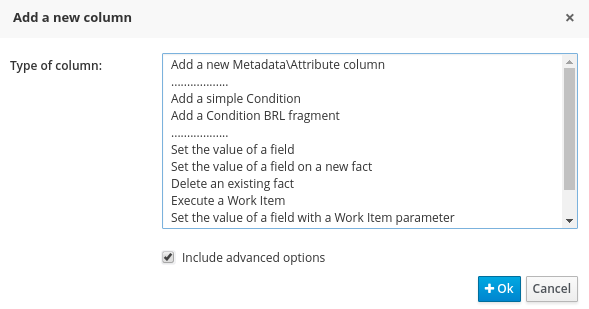 Add a new column
×
Type of column:
Add a new Metadata\Attribute column
..................
Add a simple Condition
Add a Condition BRL fragment
..................
Set the value of a field
Set the value of a field on a new fact
Delete an existing fact
Execute a Work Item
Set the value of a field with a Work Item parameter
Include advanced options
+ Ok
Cancel